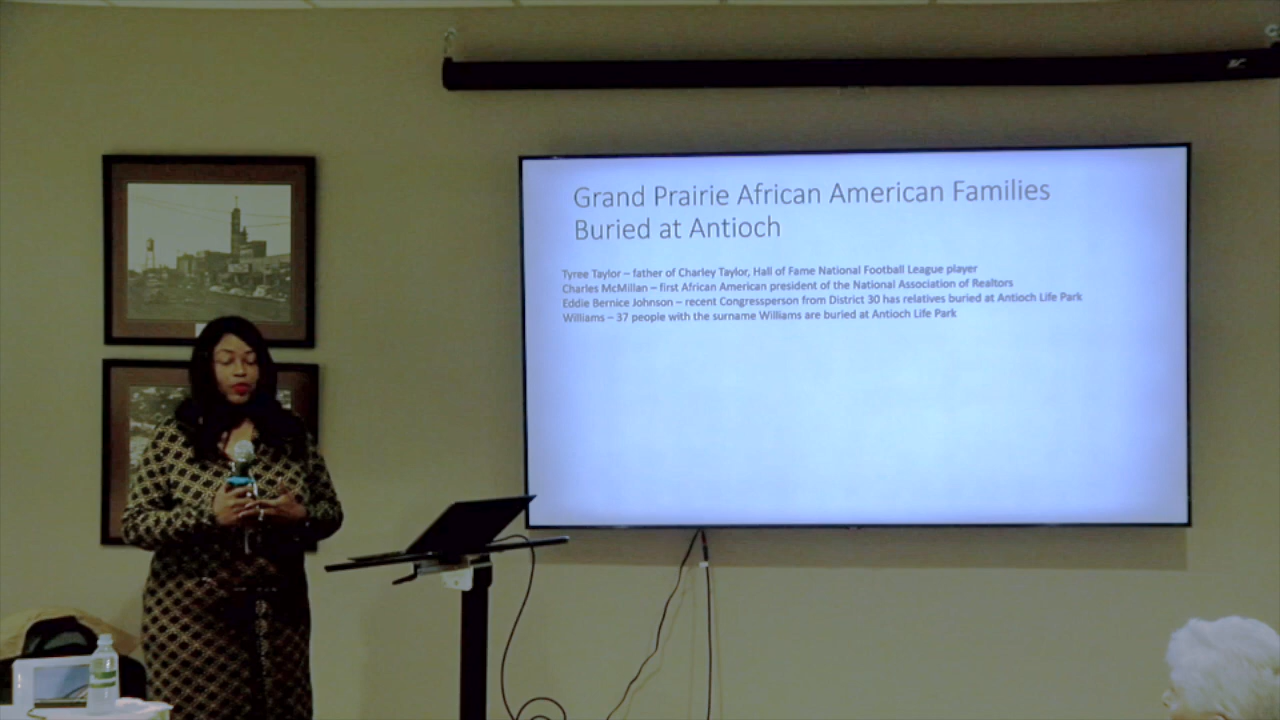 Grand Prairie African American Families
Buried at Antioch
Tyree Taylor – father of Charley Taylor, Hall of Fame National Football League player
Charles McMillan – first African American president of the National Association of Realtors
Eddie Bernice Johnson – recent Congressperson from District 30 has relatives buried at Antioch Life Park
Williams – 37 people with the surname Williams are buried at Antioch Life Park